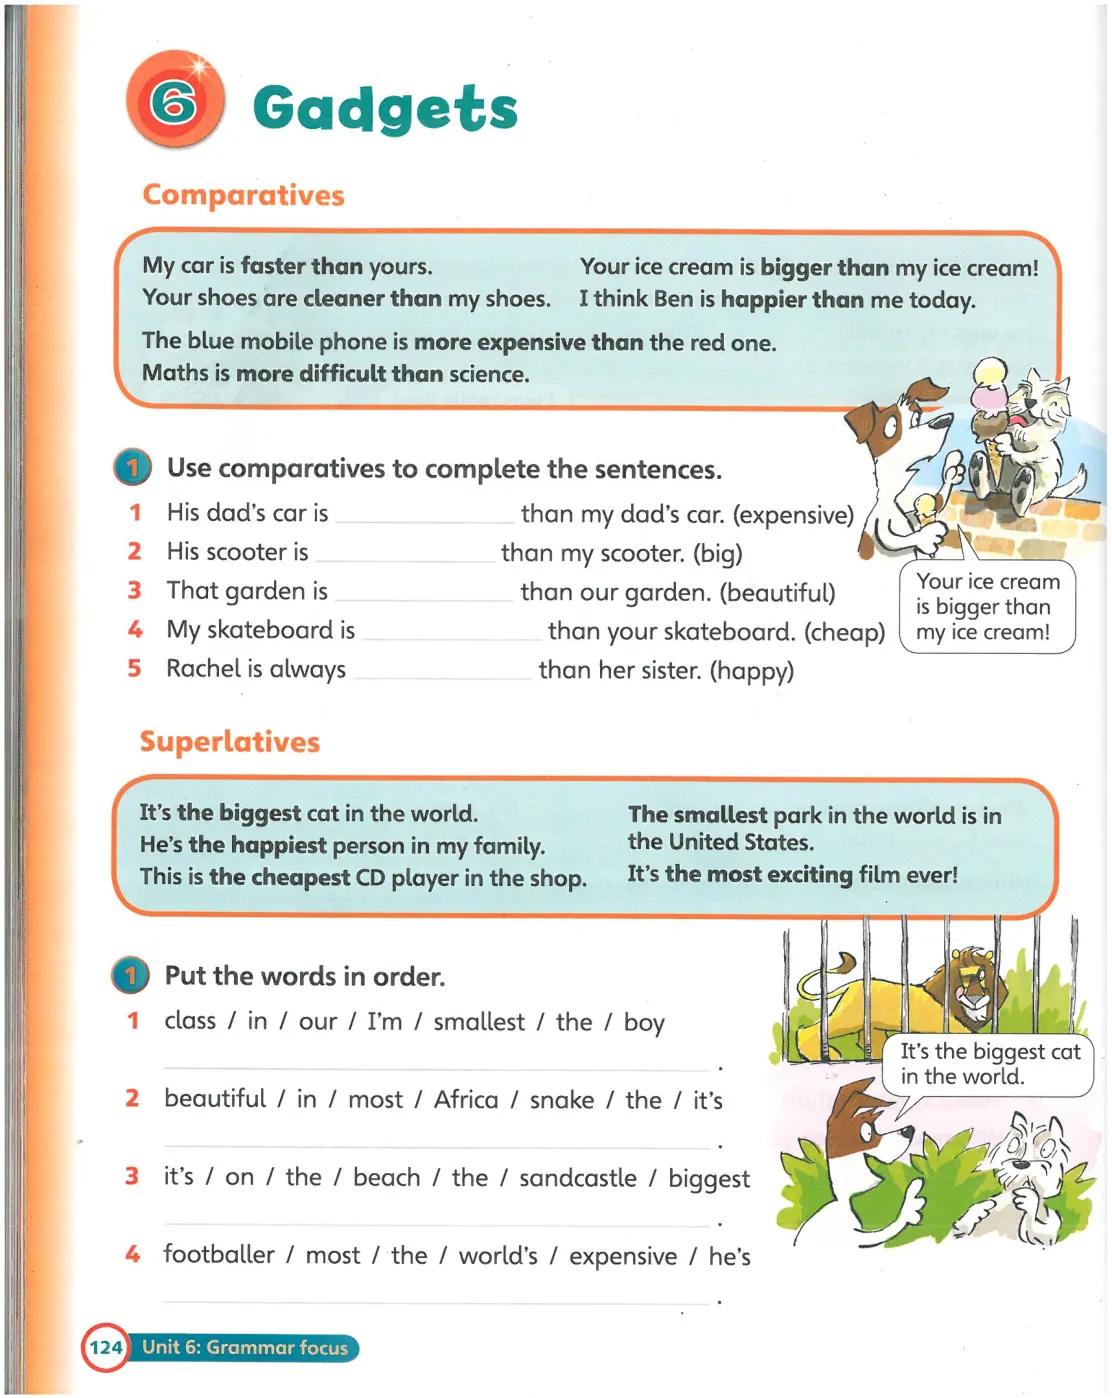 6 Gadgets
Comparatives
My car is faster than yours.
Your ice cream is bigger than my ice cream!
Your shoes are cleaner than my shoes.
I think Ben is happier than me today.
The blue mobile phone is more expensive than the red one.
Maths is more difficult than science.
1 Use comparatives to complete the sentences.
1 His dad's car is ____ than my dad's car. (expensive)
2 His scooter is ____ than my scooter. (big)
3 That garden is ____ than our garden. (beautiful)
4 My skateboard is ____ than your skateboard. (cheap)
5 Rachel is always ____ than her sister. (happy)
Your ice cream
is bigger than
my ice cream!
Superlatives
It's the biggest cat in the world.
He's the happiest person in my family.
This is the cheapest CD player in the shop.
The smallest park in the world is in
the United States.
It's the most exciting film ever!
1 Put the words in order.
1 class / in / our / I'm / smallest / the / boy
____.
2 beautiful / in / most / Africa / snake / the / it's
____.
3 it's / on / the / beach / the / sandcastle / biggest
____.
4 footballer / most / the / world's / expensive / he's
____.
It's the biggest cat
in the world.
124 Unit 6: Grammar focus